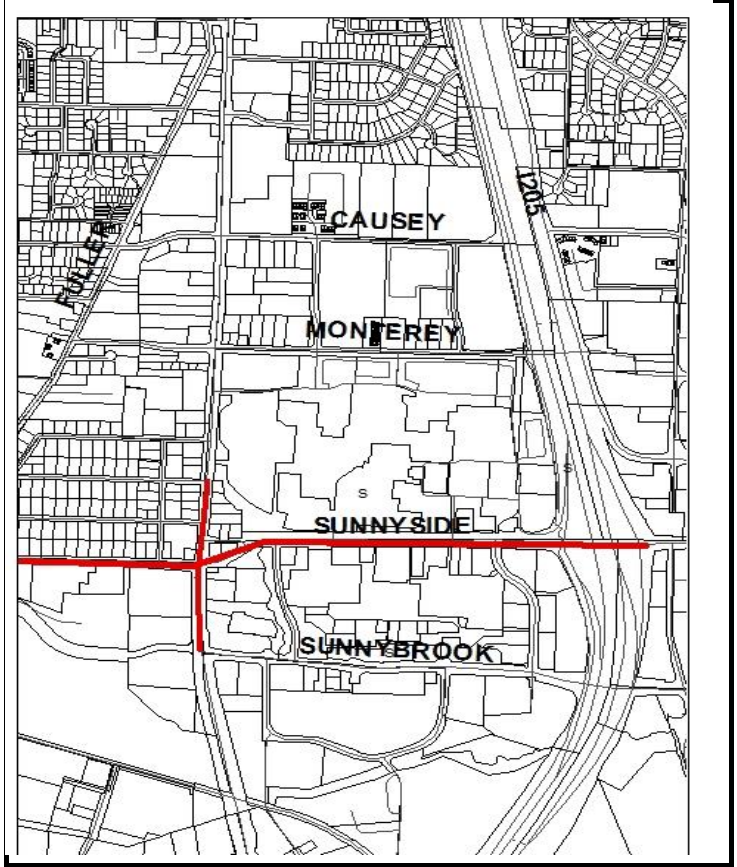 I205
CAUSEY
FULLER
MONTEREY
S
S
SUNNYSIDE
SUNNYBROOK